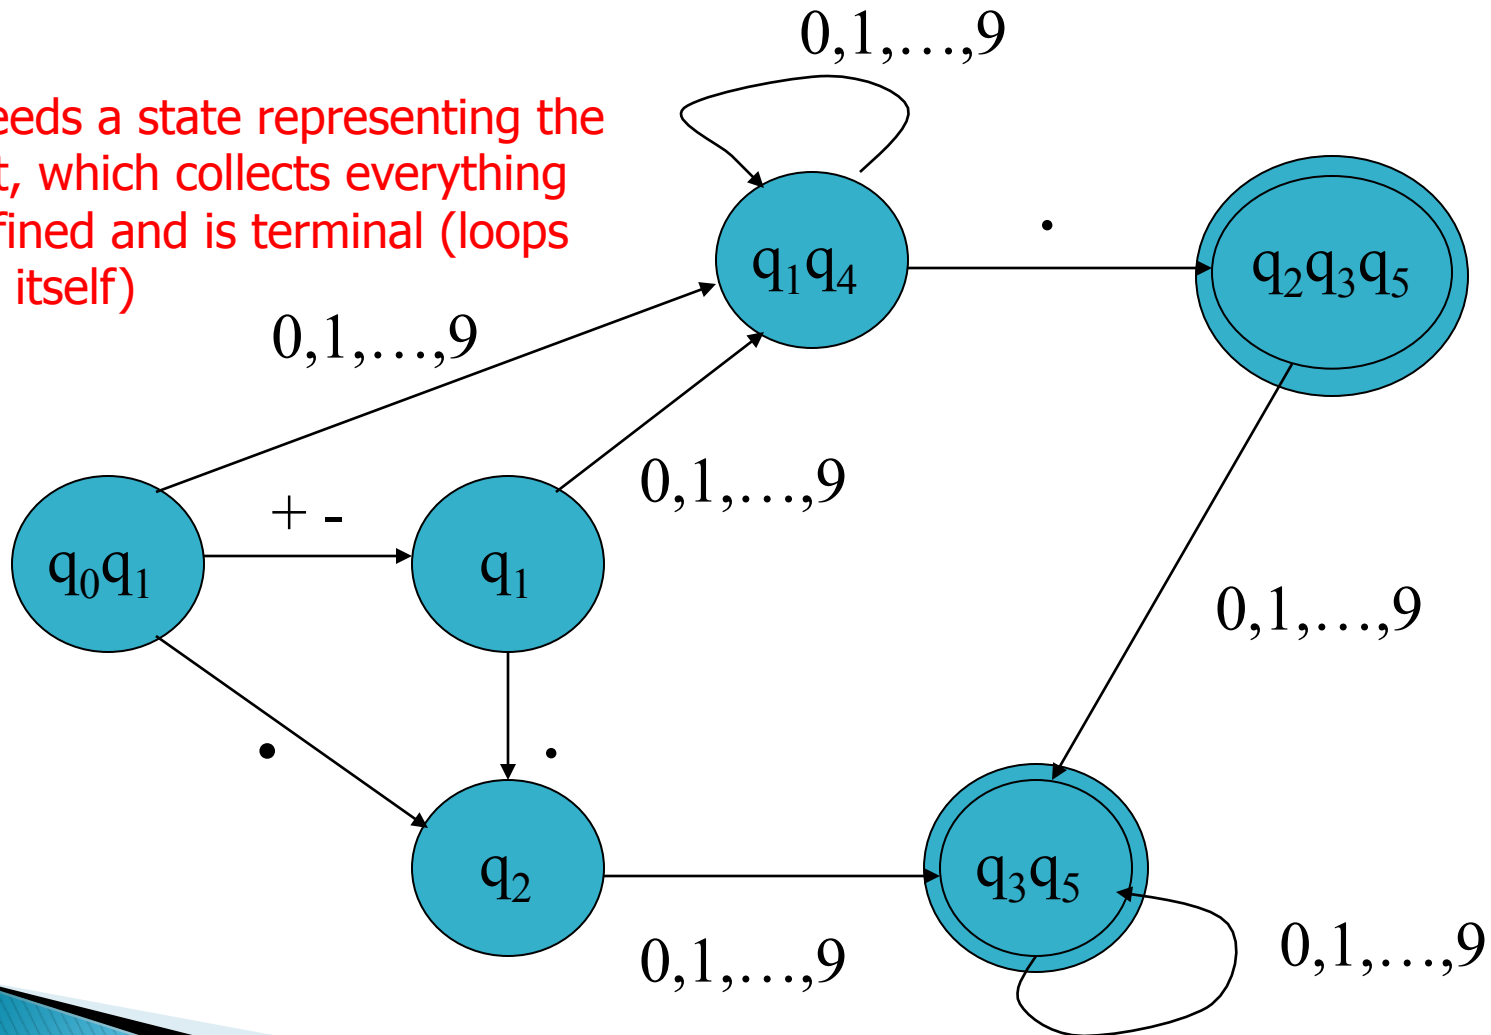 0,1,…,9
eeds a state representing the
t, which collects everything
fined and is terminal (loops
itself)
q₁q₄
.
q₂q₃q₅
0,1,…,9
0,1,…,9
+ -
q₀q₁
q₁
0,1,…,9
.
.
q₂
q₃q₅
0,1,…,9
0,1,…,9